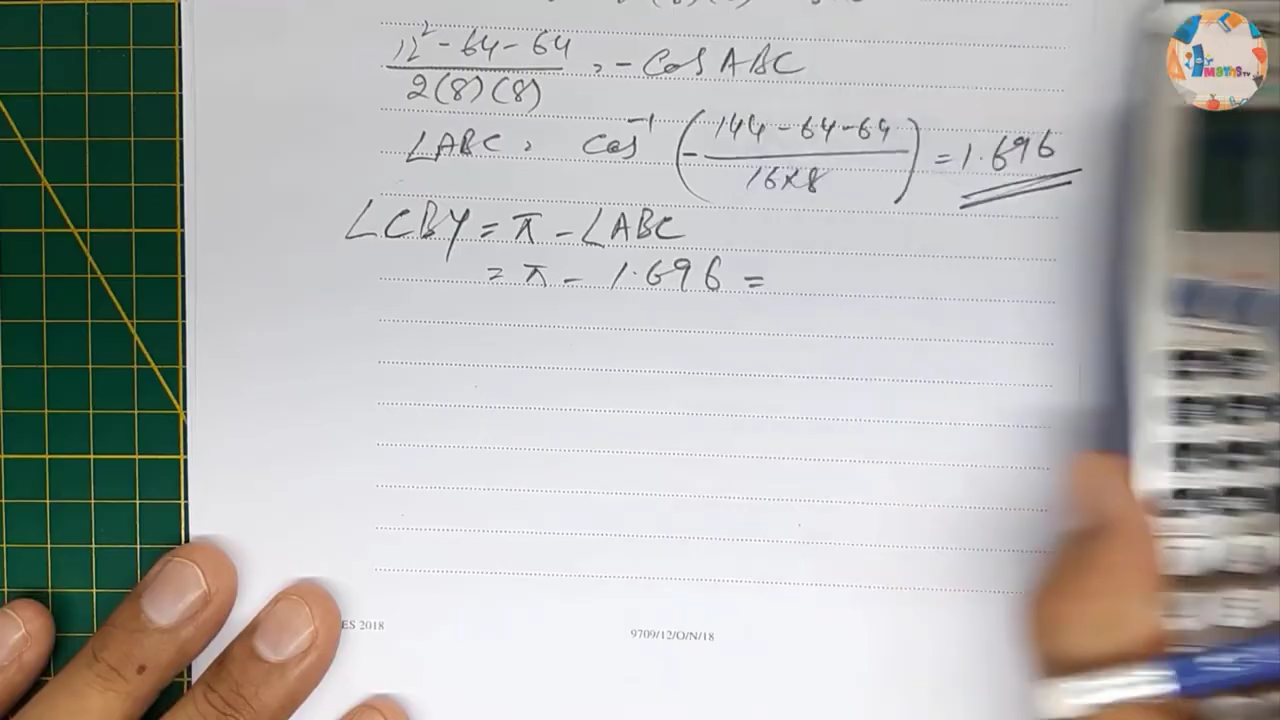 12² - 64 - 64
2(8)(8) , - Cos ABC
∠ABC , Cos⁻¹ (- 144 - 64 - 64 / 16×8) = 1.696
∠CBY = π - ∠ABC
= π - 1.696 =
ES 2018
9709/12/O/N/18
MATHS TV